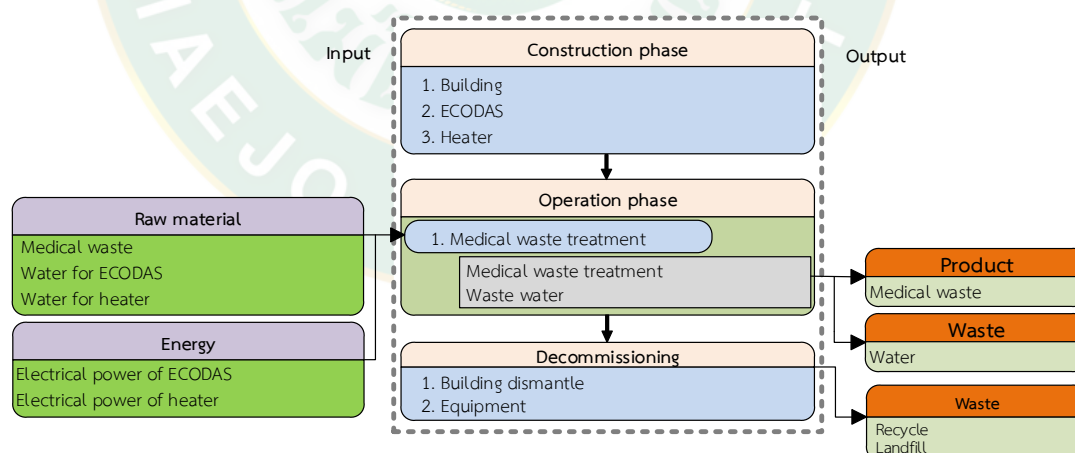 Input
Construction phase
Output
1. Building
2. ECODAS
3. Heater
Raw material
Medical waste
Water for ECODAS
Water for heater
Energy
Electrical power of ECODAS
Electrical power of heater
Operation phase
1. Medical waste treatment
Medical waste treatment
Waste water
Decommissioning
1. Building dismantle
2. Equipment
Product
Medical waste
Waste
Water
Waste
Recycle
Landfill